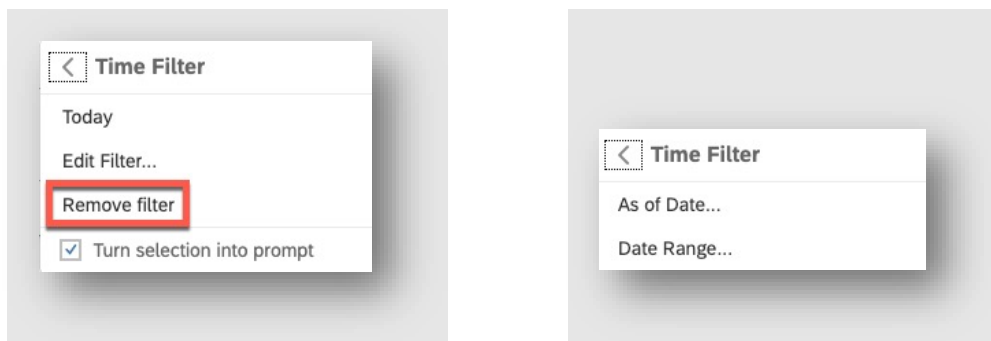 Time Filter
Today
Edit Filter...
Remove filter
Turn selection into prompt
Time Filter
As of Date...
Date Range...